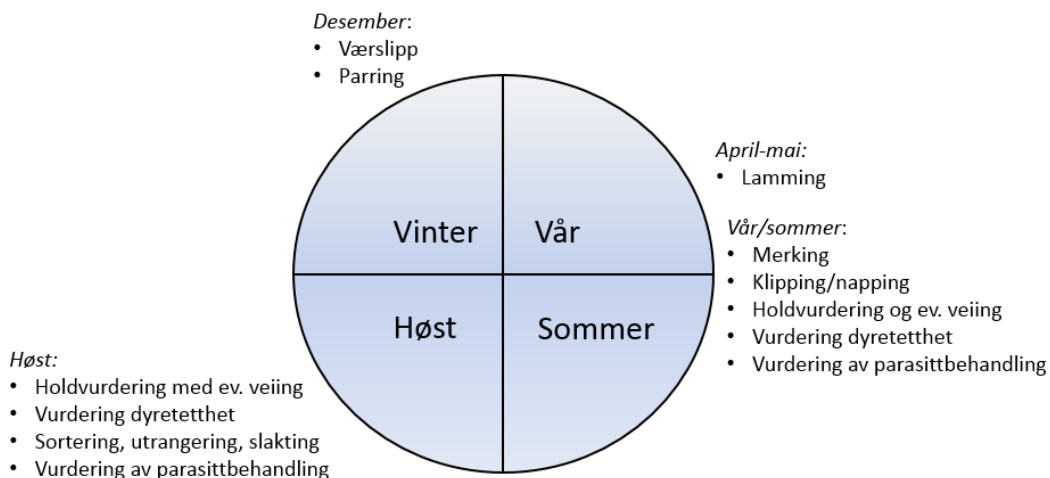 Desember:
• Værslipp
• Parring
April-mai:
• Lamming
Vinter
Vår
Vår/sommer:
• Merking
• Klipping/napping
• Holdvurdering og ev. veiing
• Vurdering dyretetthet
• Vurdering av parasittbehandling
Høst
Sommer
Høst:
• Holdvurdering med ev. veiing
• Vurdering dyretetthet
• Sortering, utrangering, slakting
• Vurdering av parasittbehandling